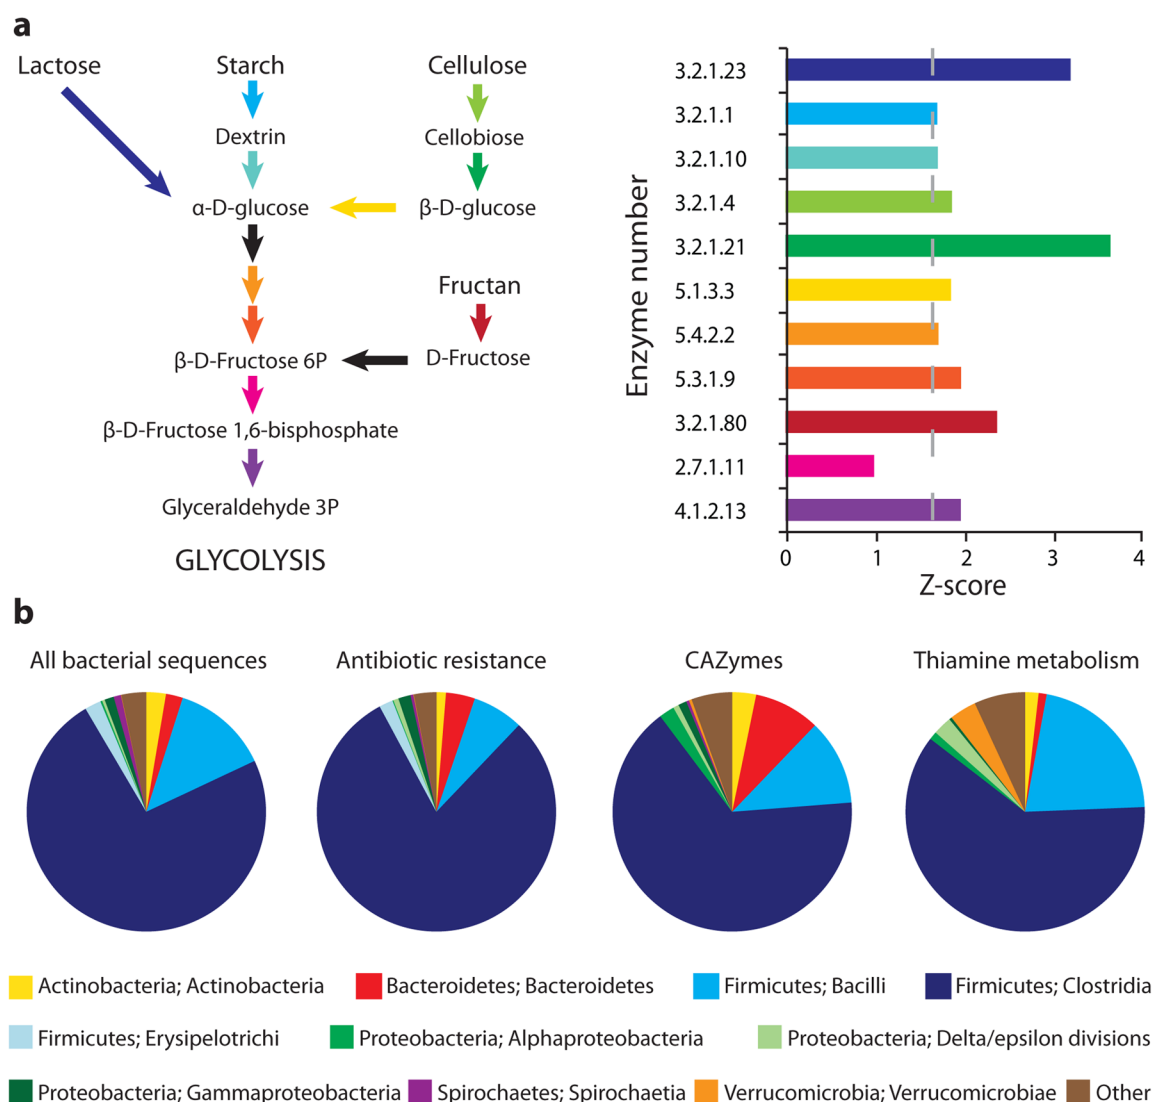 a
Lactose
Starch
Cellulose
Dextrin
Cellobiose
α-D-glucose
β-D-glucose
Fructan
β-D-Fructose 6P
D-Fructose
β-D-Fructose 1,6-bisphosphate
Glyceraldehyde 3P
GLYCOLYSIS
Enzyme number
3.2.1.23
3.2.1.1
3.2.1.10
3.2.1.4
3.2.1.21
5.1.3.3
5.4.2.2
5.3.1.9
3.2.1.80
2.7.1.11
4.1.2.13
0 1 2 3 4
Z-score
b
All bacterial sequences
Antibiotic resistance
CAZymes
Thiamine metabolism
Actinobacteria; Actinobacteria
Bacteroidetes; Bacteroidetes
Firmicutes; Bacilli
Firmicutes; Clostridia
Firmicutes; Erysipelotrichi
Proteobacteria; Alphaproteobacteria
Proteobacteria; Delta/epsilon divisions
Proteobacteria; Gammaproteobacteria
Spirochaetes; Spirochaetia
Verrucomicrobia; Verrucomicrobiae
Other